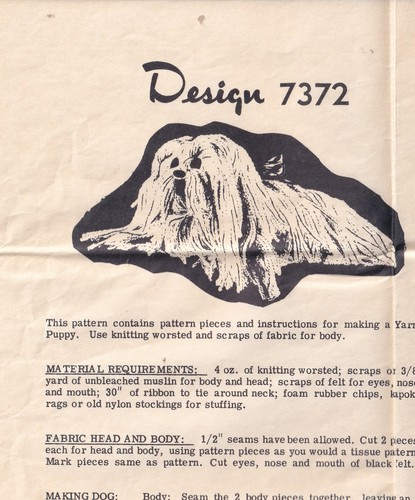 Design 7372
This pattern contains pattern pieces and instructions for making a Yarn
Puppy. Use knitting worsted and scraps of fabric for body.
MATERIAL REQUIREMENTS: 4 oz. of knitting worsted; scraps or 3/8
yard of unbleached muslin for body and head; scraps of felt for eyes, nose
and mouth; 30" of ribbon to tie around neck; foam rubber chips, kapok
rags or old nylon stockings for stuffing.
FABRIC HEAD AND BODY: 1/2" seams have been allowed. Cut 2 pieces
each for head and body, using pattern pieces as you would a tissue pattern
Mark pieces same as pattern. Cut eyes, nose and mouth of black felt.
MAKING DOG: Body: Seam the 2 body pieces together, leaving an